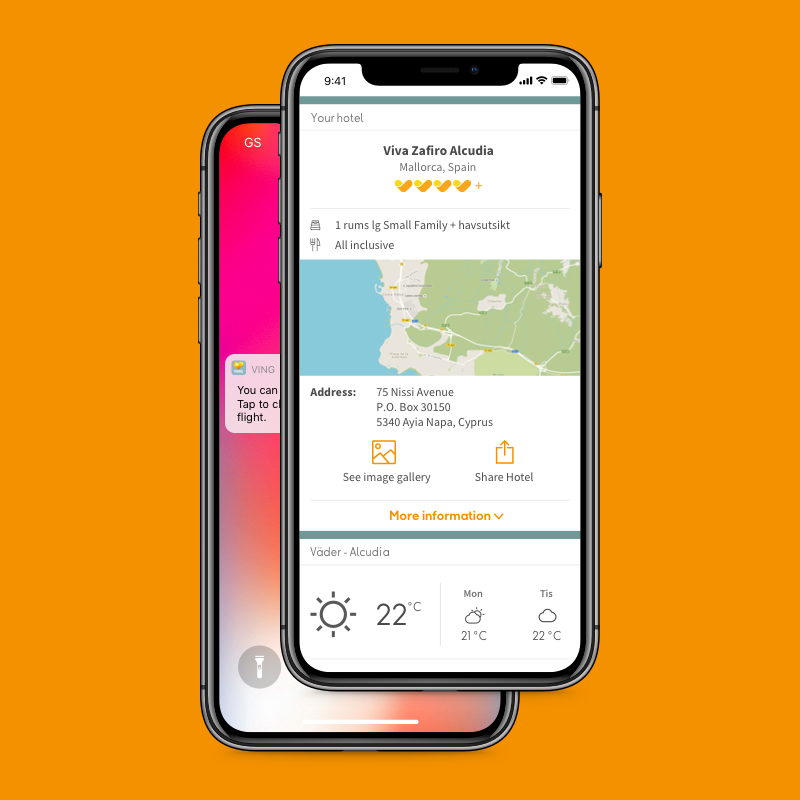 9:41
Your hotel
Viva Zafiro Alcudia
Mallorca, Spain
+
1 rums lg Small Family + havsutsikt
All inclusive
Address:
75 Nissi Avenue
P.O. Box 30150
5340 Ayia Napa, Cyprus
See image gallery
Share Hotel
More information
Väder - Alcudia
22°C
Mon
21 °C
Tis
22 °C
GS
VING
You can
Tap to
flight.